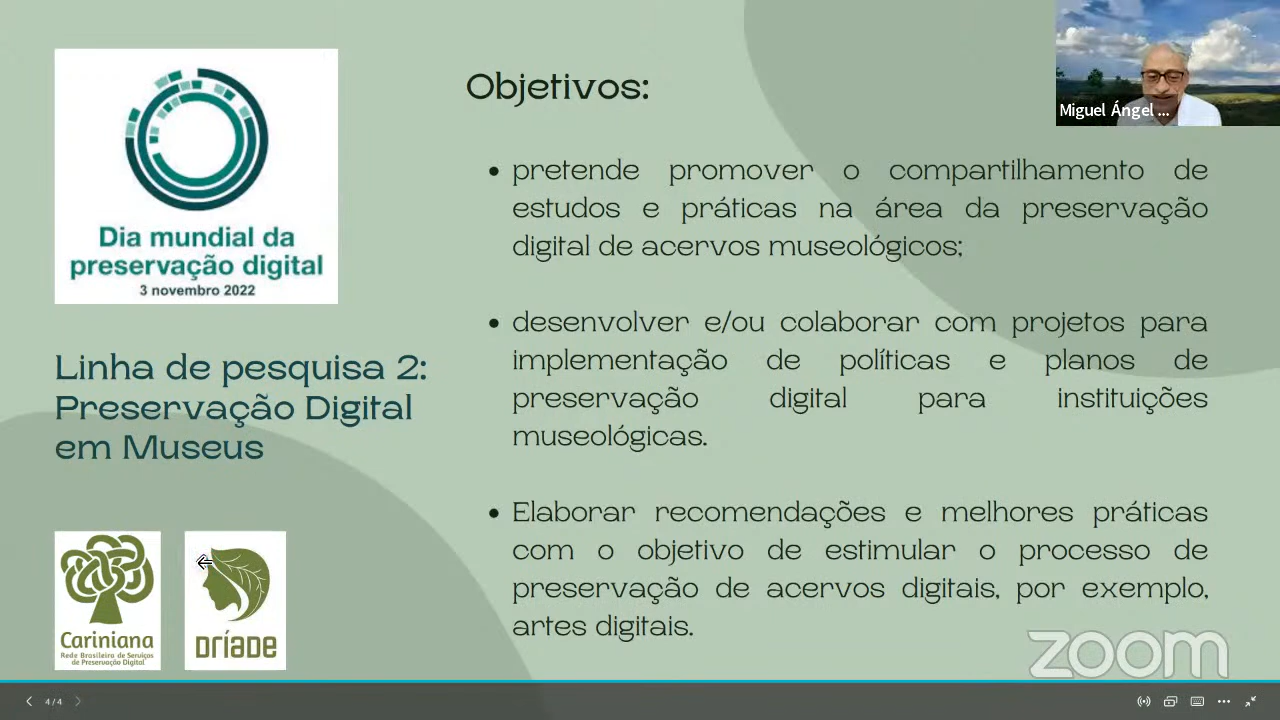 Dia mundial da
preservação digital
3 novembro 2022
Linha de pesquisa 2:
Preservação Digital
em Museus
Cariniana
Rede Brasileira de Serviços
de Preservação Digital
DRÍADE
Objetivos:
• pretende promover o compartilhamento de
estudos e práticas na área da preservação
digital de acervos museológicos;
• desenvolver e/ou colaborar com projetos para
implementação de políticas e planos de
preservação digital para instituições
museológicas.
• Elaborar recomendações e melhores práticas
com o objetivo de estimular o processo de
preservação de acervos digitais, por exemplo,
artes digitais.
Miguel Ángel ...
zoom
4/4